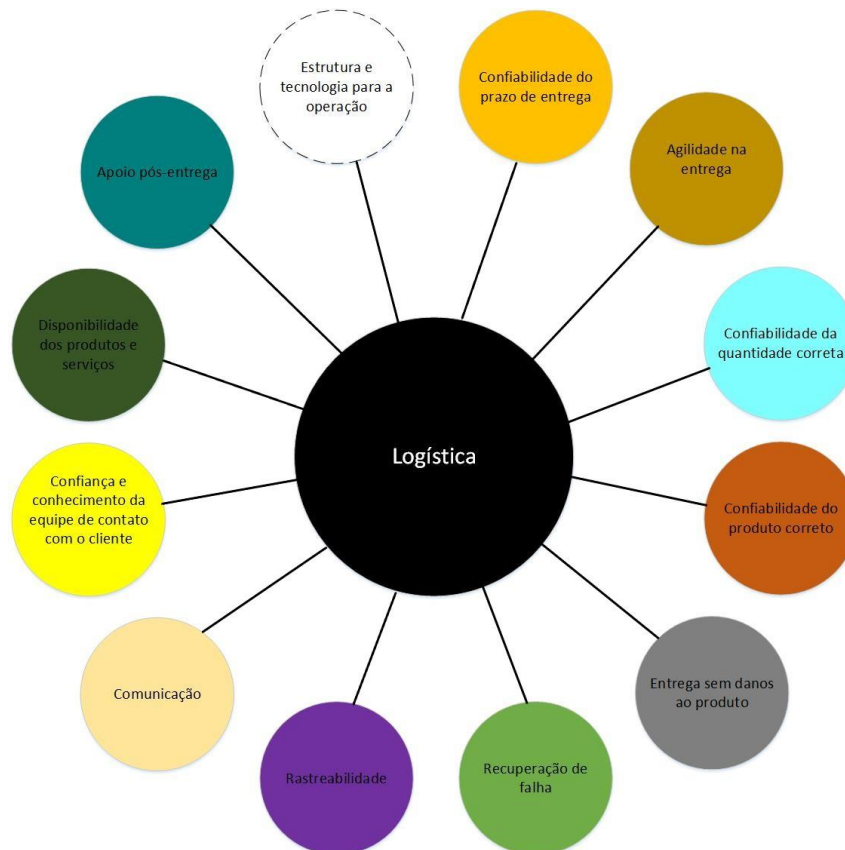 Estrutura e
tecnologia para a
operação
Confiabilidade do
prazo de entrega
Agilidade na
entrega
Confiabilidade da
quantidade correta
Confiabilidade do
produto correto
Entrega sem danos
ao produto
Recuperação de
falha
Rastreabilidade
Comunicação
Confiança e
conhecimento da
equipe de contato
com o cliente
Disponibilidade
dos produtos e
serviços
Apoio pós-entrega
Logística